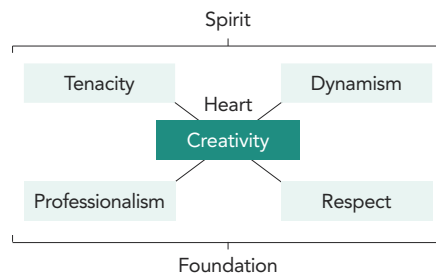 Spirit
Tenacity
Dynamism
Heart
Creativity
Professionalism
Respect
Foundation